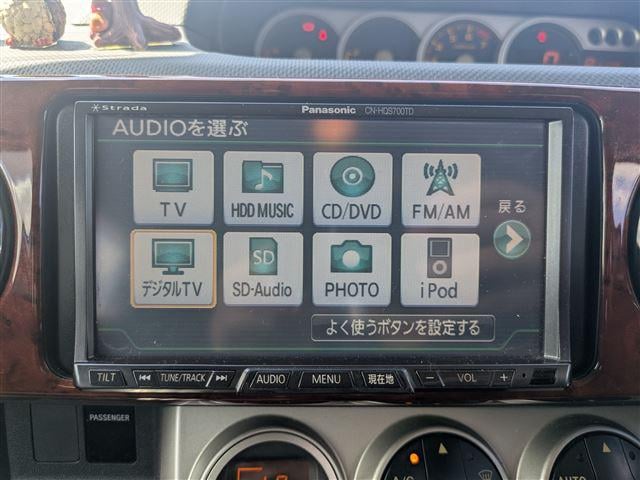 Strada Panasonic CN-HQS700TD
AUDIOを選ぶ
TV HDD MUSIC CD/DVD FM/AM
戻る
SD
デジタルTV SD-Audio PHOTO iPod
よく使うボタンを設定する
TILT TUNE/TRACK AUDIO MENU 現在地 − VOL +
PASSENGER
A/C AUTO